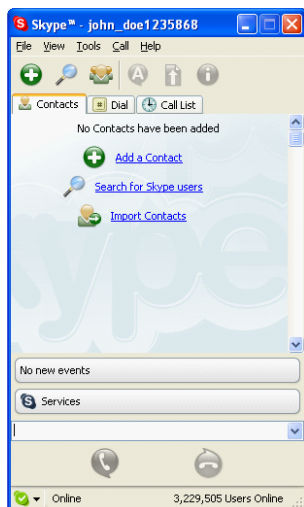 Skype™ - john_doe1235868
File View Tools Call Help
Contacts Dial Call List
No Contacts have been added
Add a Contact
Search for Skype users
Import Contacts
skype
No new events
Services
Online 3,229,505 Users Online